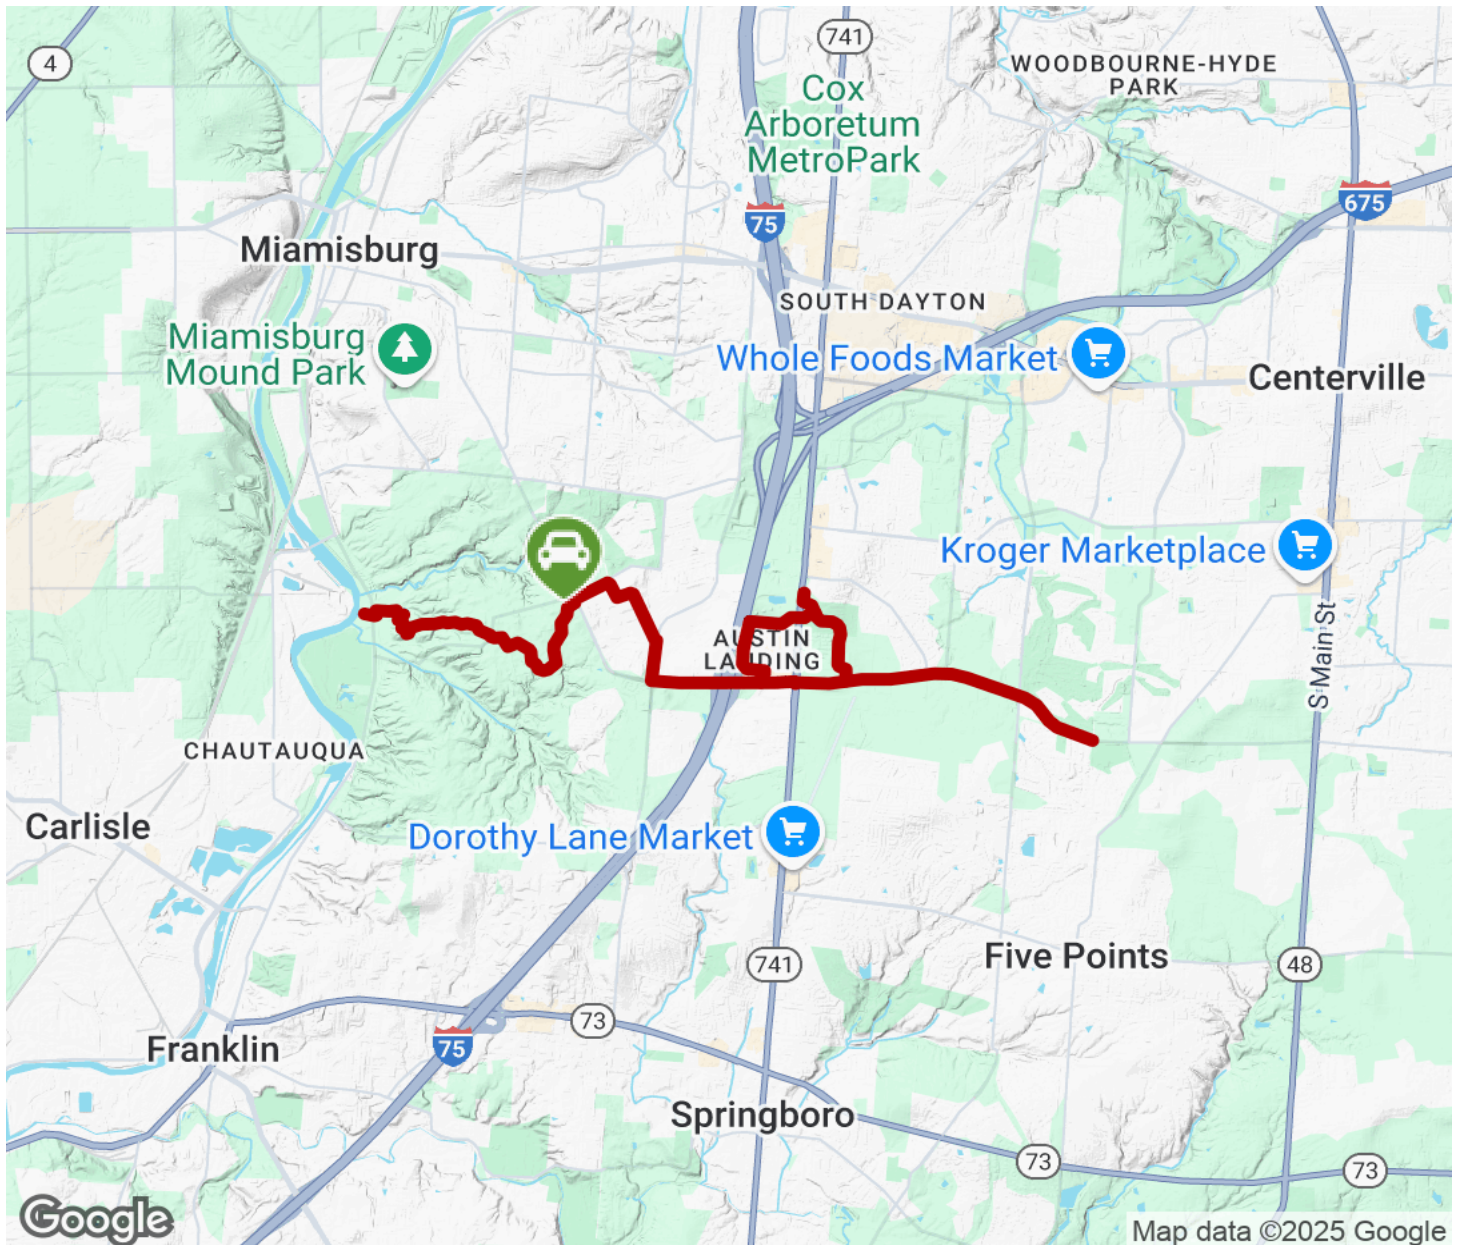 741
4
WOODBOURNE-HYDE
PARK
Cox
Arboretum
MetroPark
675
75
Miamisburg
SOUTH DAYTON
Miamisburg
Mound Park
Whole Foods Market
Centerville
Kroger Marketplace
AUSTIN
LANDING
S Main St
CHAUTAUQUA
Carlisle
Dorothy Lane Market
Five Points
741
48
73
Franklin
75
Springboro
73
73
Google
Map data ©2025 Google